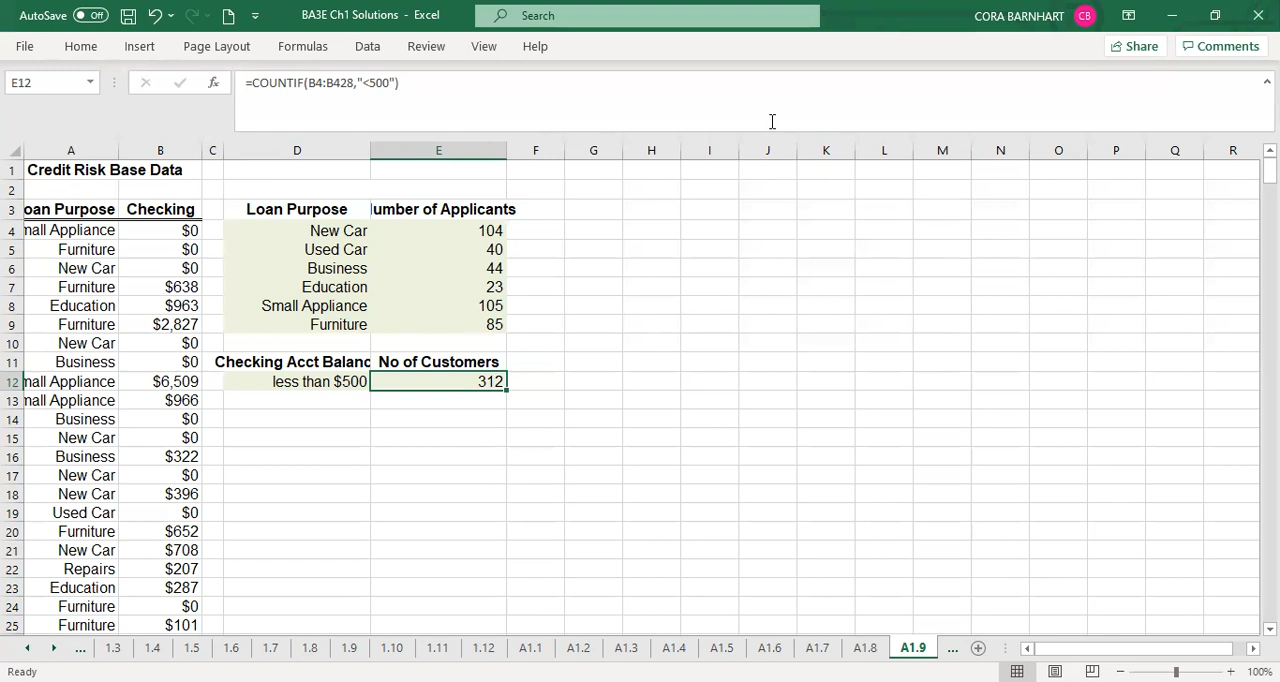 AutoSave Off BA3E Ch1 Solutions - Excel Search CORA BARNHART CB
File Home Insert Page Layout Formulas Data Review View Help Share Comments
E12 fx =COUNTIF(B4:B428,"<500")
A B C D E F G H I J K L M N O P Q R
1 Credit Risk Base Data
2
3 oan Purpose Checking Loan Purpose Number of Applicants
4 mall Appliance $0 New Car 104
5 Furniture $0 Used Car 40
6 New Car $0 Business 44
7 Furniture $638 Education 23
8 Education $963 Small Appliance 105
9 Furniture $2,827 Furniture 85
10 New Car $0
11 Business $0 Checking Acct Balanc No of Customers
12 mall Appliance $6,509 less than $500 312
13 mall Appliance $966
14 Business $0
15 New Car $0
16 Business $322
17 New Car $0
18 New Car $396
19 Used Car $0
20 Furniture $652
21 New Car $708
22 Repairs $207
23 Education $287
24 Furniture $0
25 Furniture $101
... 1.3 1.4 1.5 1.6 1.7 1.8 1.9 1.10 1.11 1.12 A1.1 A1.2 A1.3 A1.4 A1.5 A1.6 A1.7 A1.8 A1.9 ...
Ready 100%